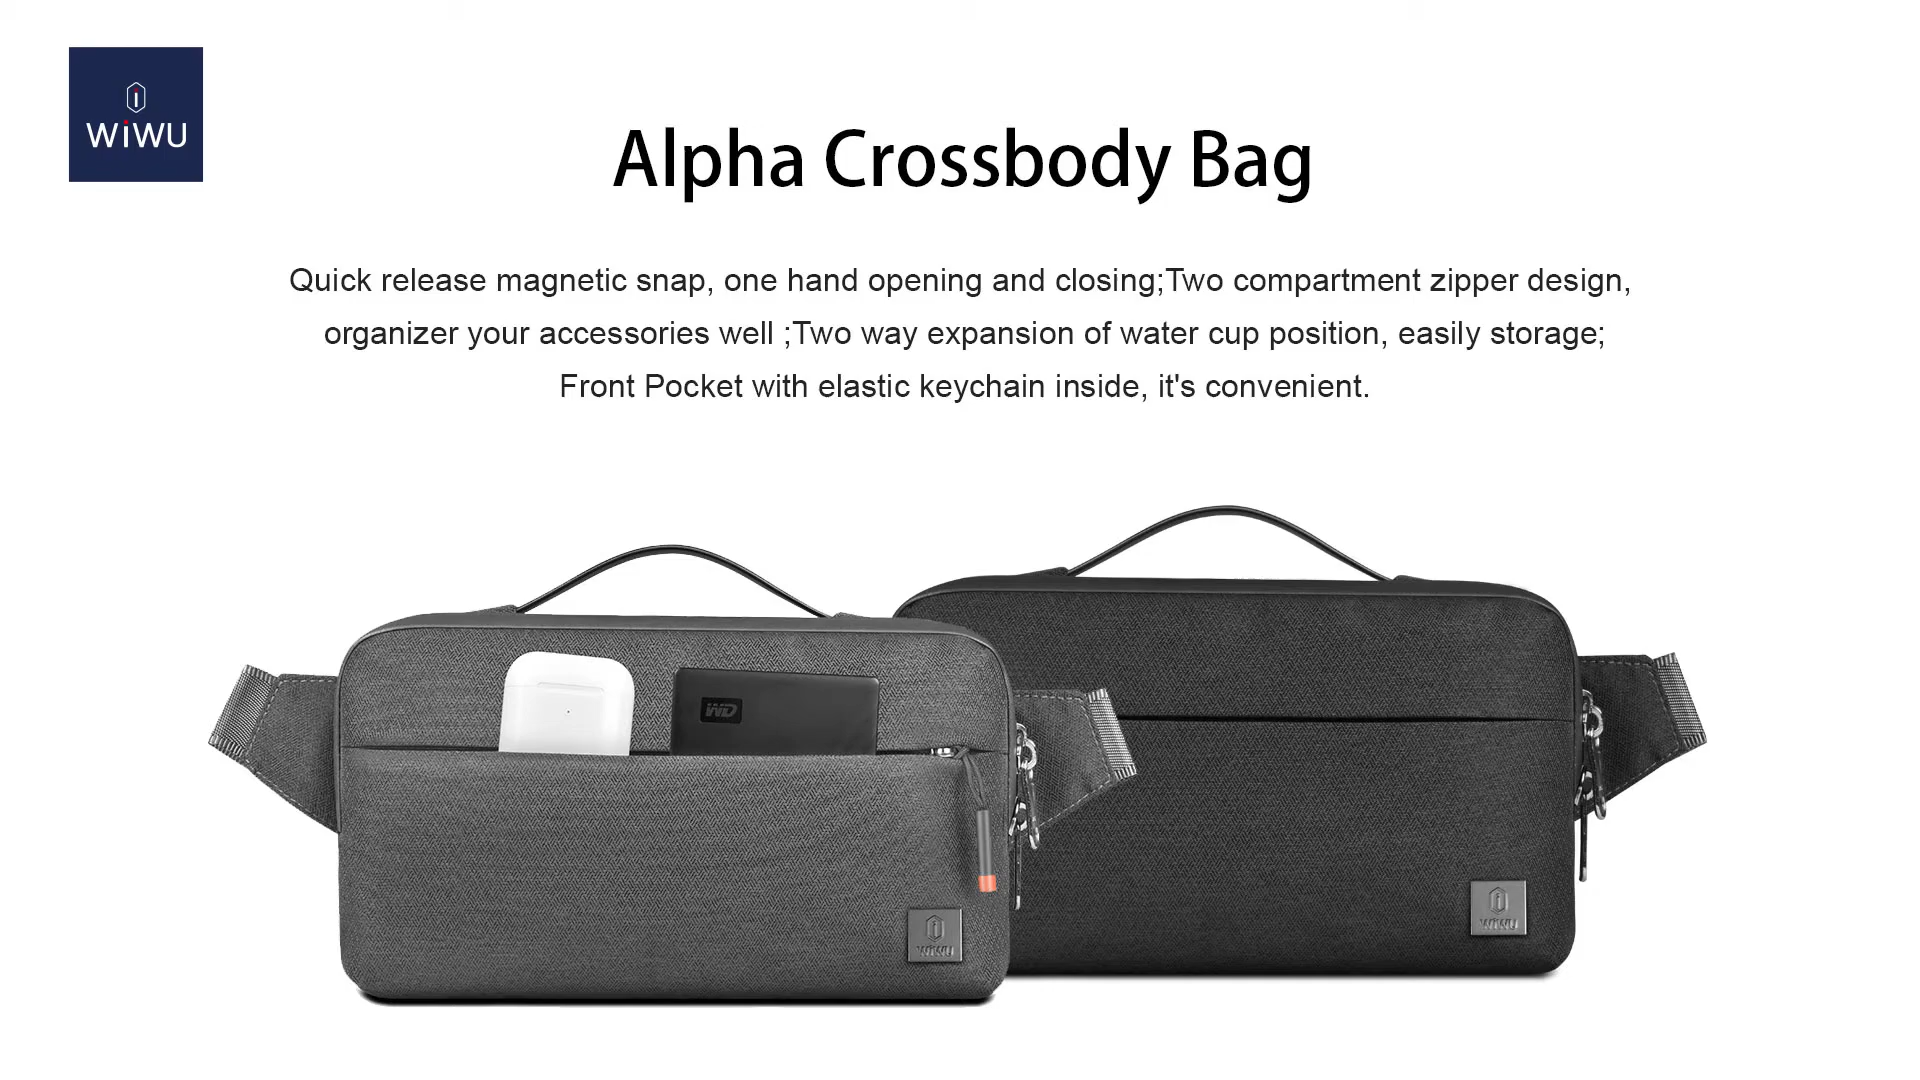 WiWU
Alpha Crossbody Bag
Quick release magnetic snap, one hand opening and closing;Two compartment zipper design,
organizer your accessories well ;Two way expansion of water cup position, easily storage;
Front Pocket with elastic keychain inside, it's convenient.
WD
WiWU
WiWU